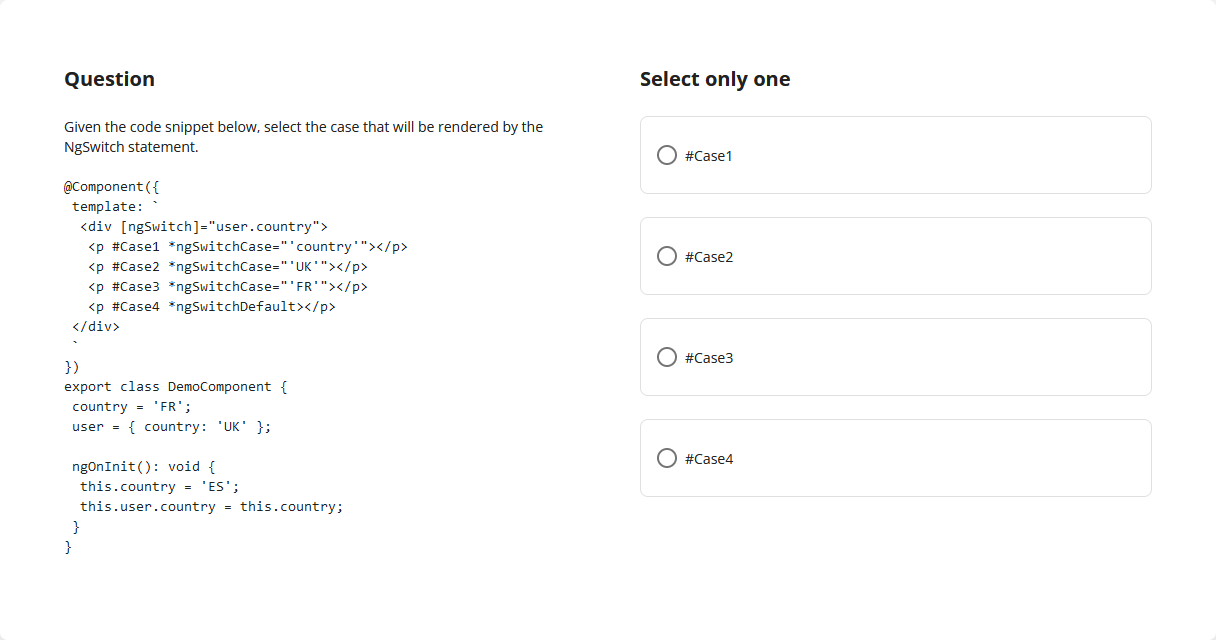 Question
Given the code snippet below, select the case that will be rendered by the
NgSwitch statement.
@Component({
 template: `
  <div [ngSwitch]="user.country">
   <p #Case1 *ngSwitchCase="'country'"></p>
   <p #Case2 *ngSwitchCase="'UK'"></p>
   <p #Case3 *ngSwitchCase="'FR'"></p>
   <p #Case4 *ngSwitchDefault></p>
 </div>
 `
})
export class DemoComponent {
 country = 'FR';
 user = { country: 'UK' };
 ngOnInit(): void {
  this.country = 'ES';
  this.user.country = this.country;
 }
}
Select only one
#Case1
#Case2
#Case3
#Case4